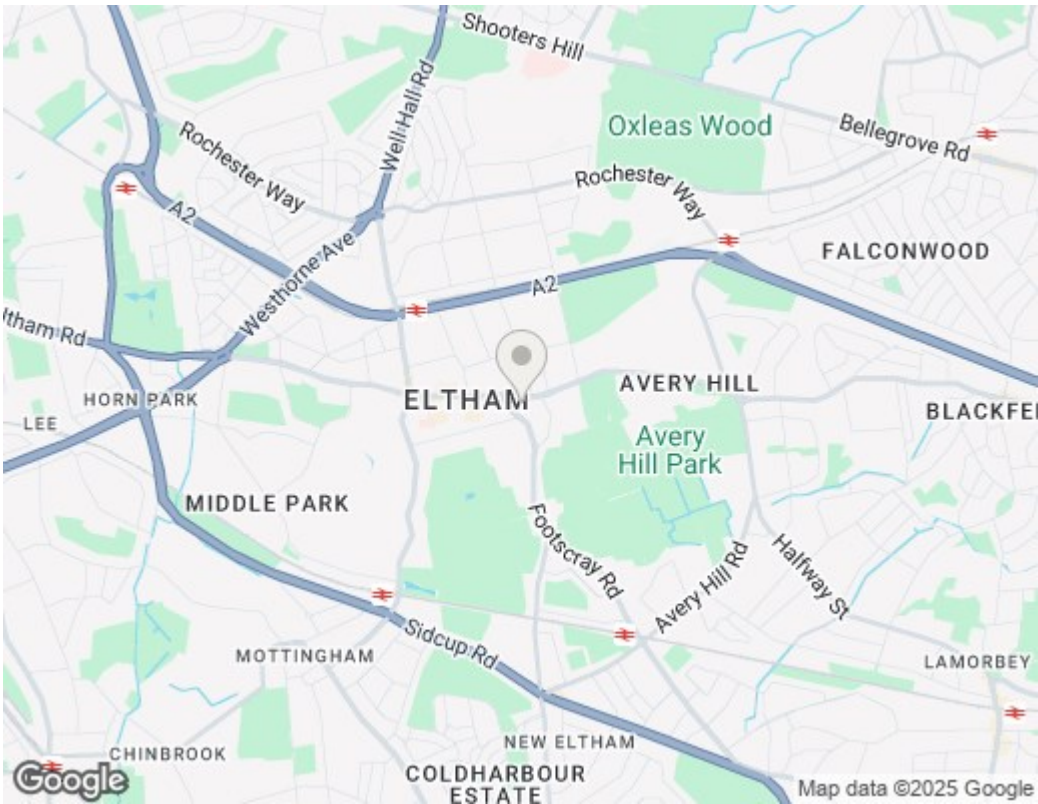 Shooters Hill
Well Hall Rd
Oxleas Wood
Bellegrove Rd
Rochester Way
Rochester Way
A2
FALCONWOOD
Westhorne Ave
A2
ltham Rd
AVERY HILL
HORN PARK
ELTHAM
BLACKFE
LEE
Avery
Hill Park
MIDDLE PARK
Footscray Rd
Halfway St
Avery Hill Rd
Sidcup Rd
MOTTINGHAM
LAMORBEY
NEW ELTHAM
CHINBROOK
COLDHARBOUR
ESTATE
Google
Map data ©2025 Google